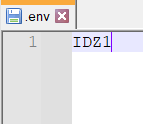 .env
1 IDZ1